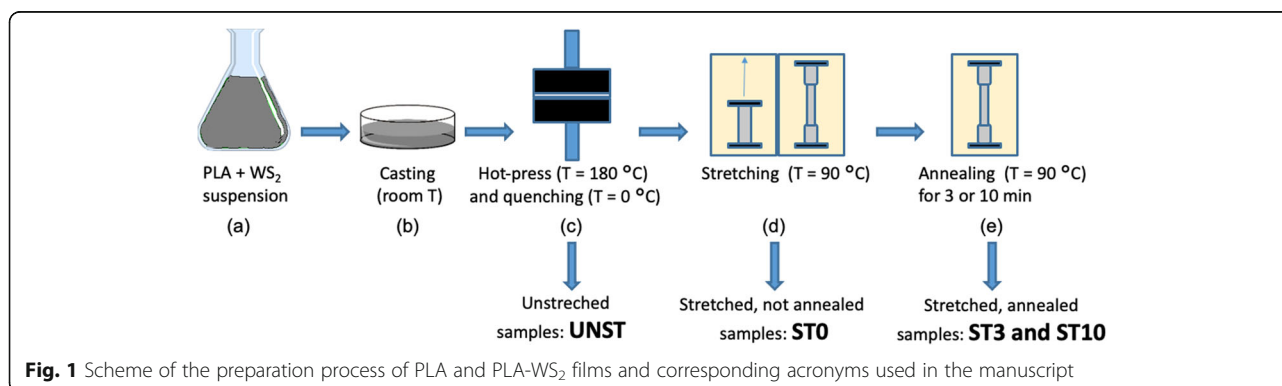 PLA + WS₂
suspension
(a)
Casting
(room T)
(b)
Hot-press (T = 180 °C)
and quenching (T = 0 °C)
(c)
Stretching (T = 90 °C)
(d)
Annealing (T = 90 °C)
for 3 or 10 min
(e)
Unstreched
samples: UNST
Stretched, not annealed
samples: ST0
Stretched, annealed
samples: ST3 and ST10
Fig. 1 Scheme of the preparation process of PLA and PLA-WS₂ films and corresponding acronyms used in the manuscript